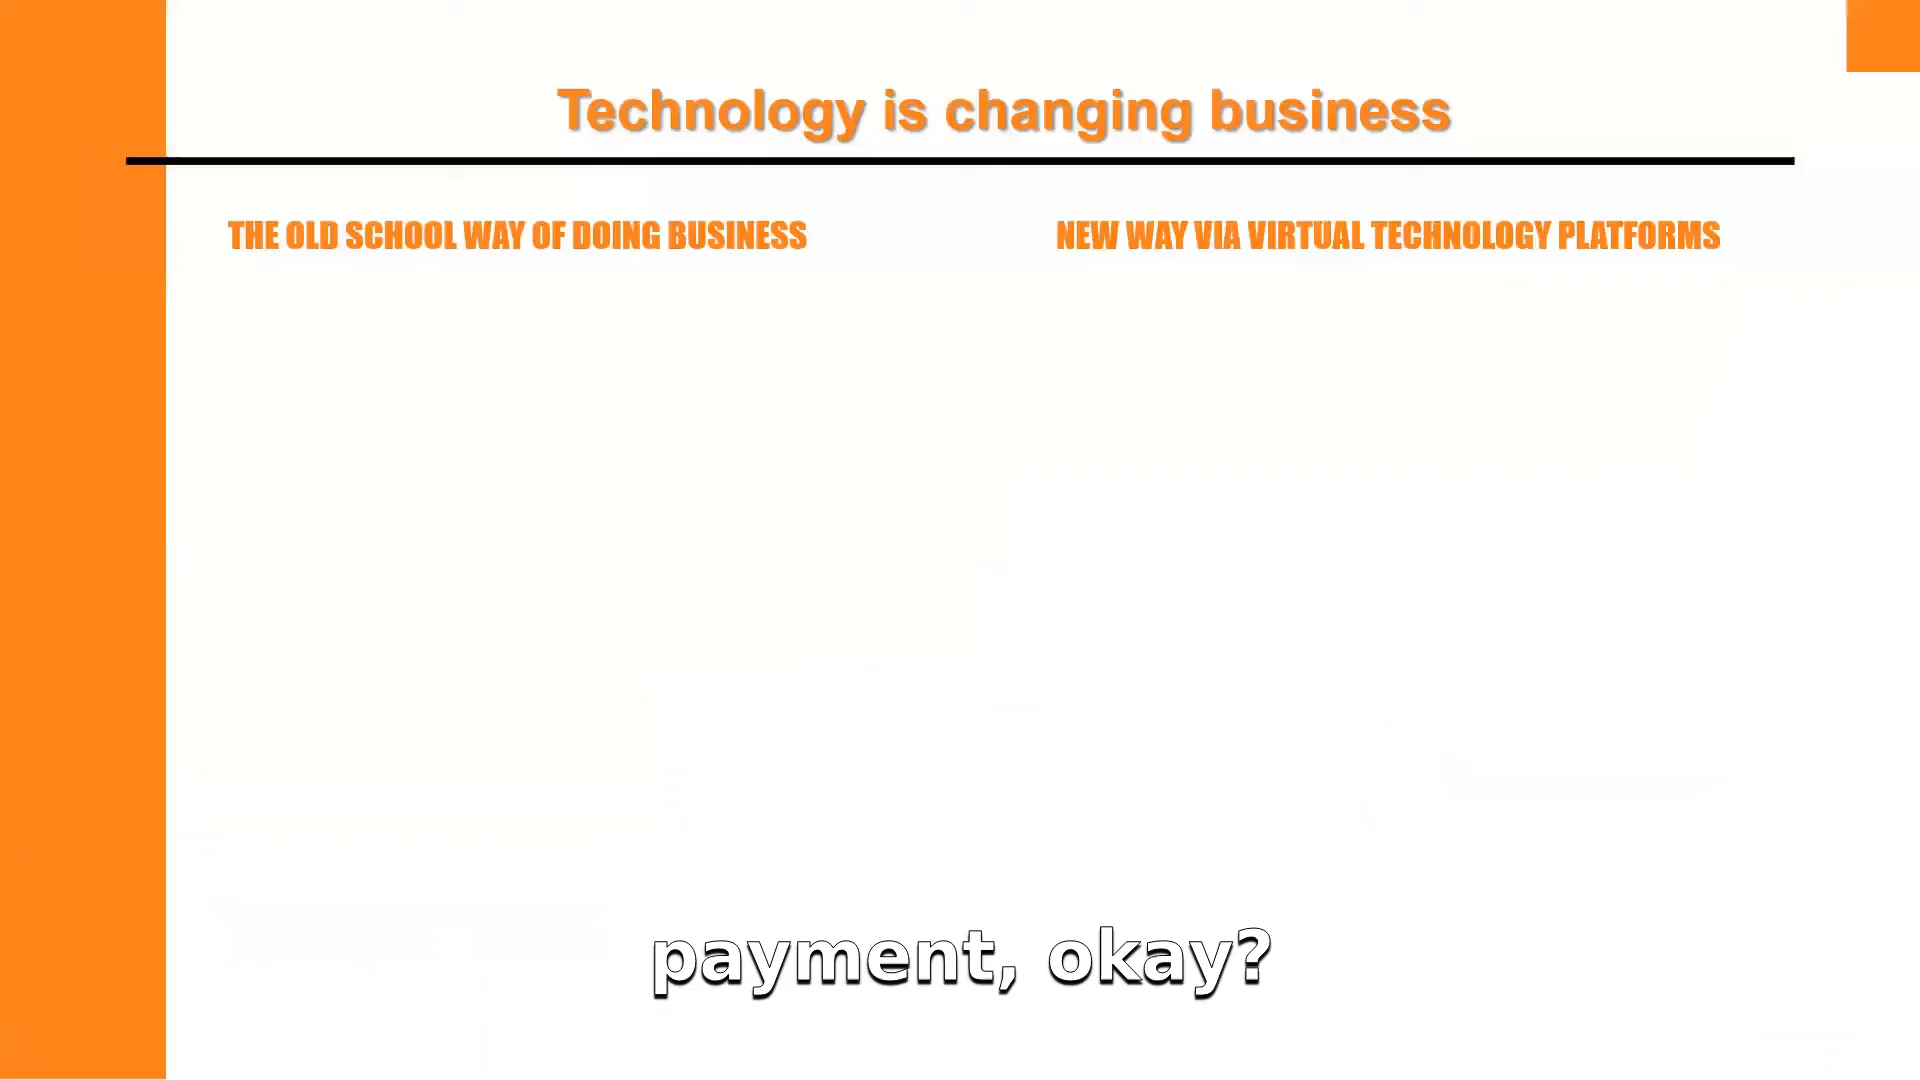 Technology is changing business
THE OLD SCHOOL WAY OF DOING BUSINESS
NEW WAY VIA VIRTUAL TECHNOLOGY PLATFORMS
payment, okay?